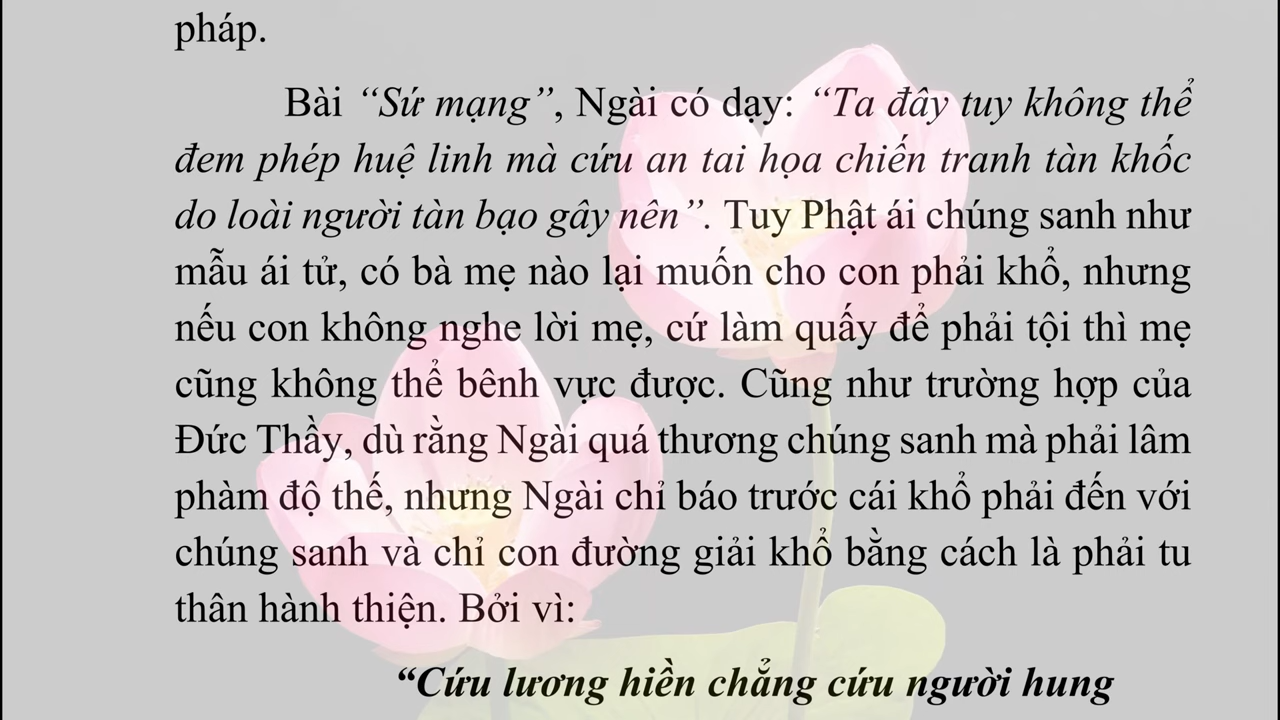 pháp.
Bài “Sứ mạng”, Ngài có dạy: “Ta đây tuy không thể
đem phép huệ linh mà cứu an tai họa chiến tranh tàn khốc
do loài người tàn bạo gây nên”. Tuy Phật ái chúng sanh như
mẫu ái tử, có bà mẹ nào lại muốn cho con phải khổ, nhưng
nếu con không nghe lời mẹ, cứ làm quấy để phải tội thì mẹ
cũng không thể bênh vực được. Cũng như trường hợp của
Đức Thầy, dù rằng Ngài quá thương chúng sanh mà phải lâm
phàm độ thế, nhưng Ngài chỉ báo trước cái khổ phải đến với
chúng sanh và chỉ con đường giải khổ bằng cách là phải tu
thân hành thiện. Bởi vì:
“Cứu lương hiền chẳng cứu người hung